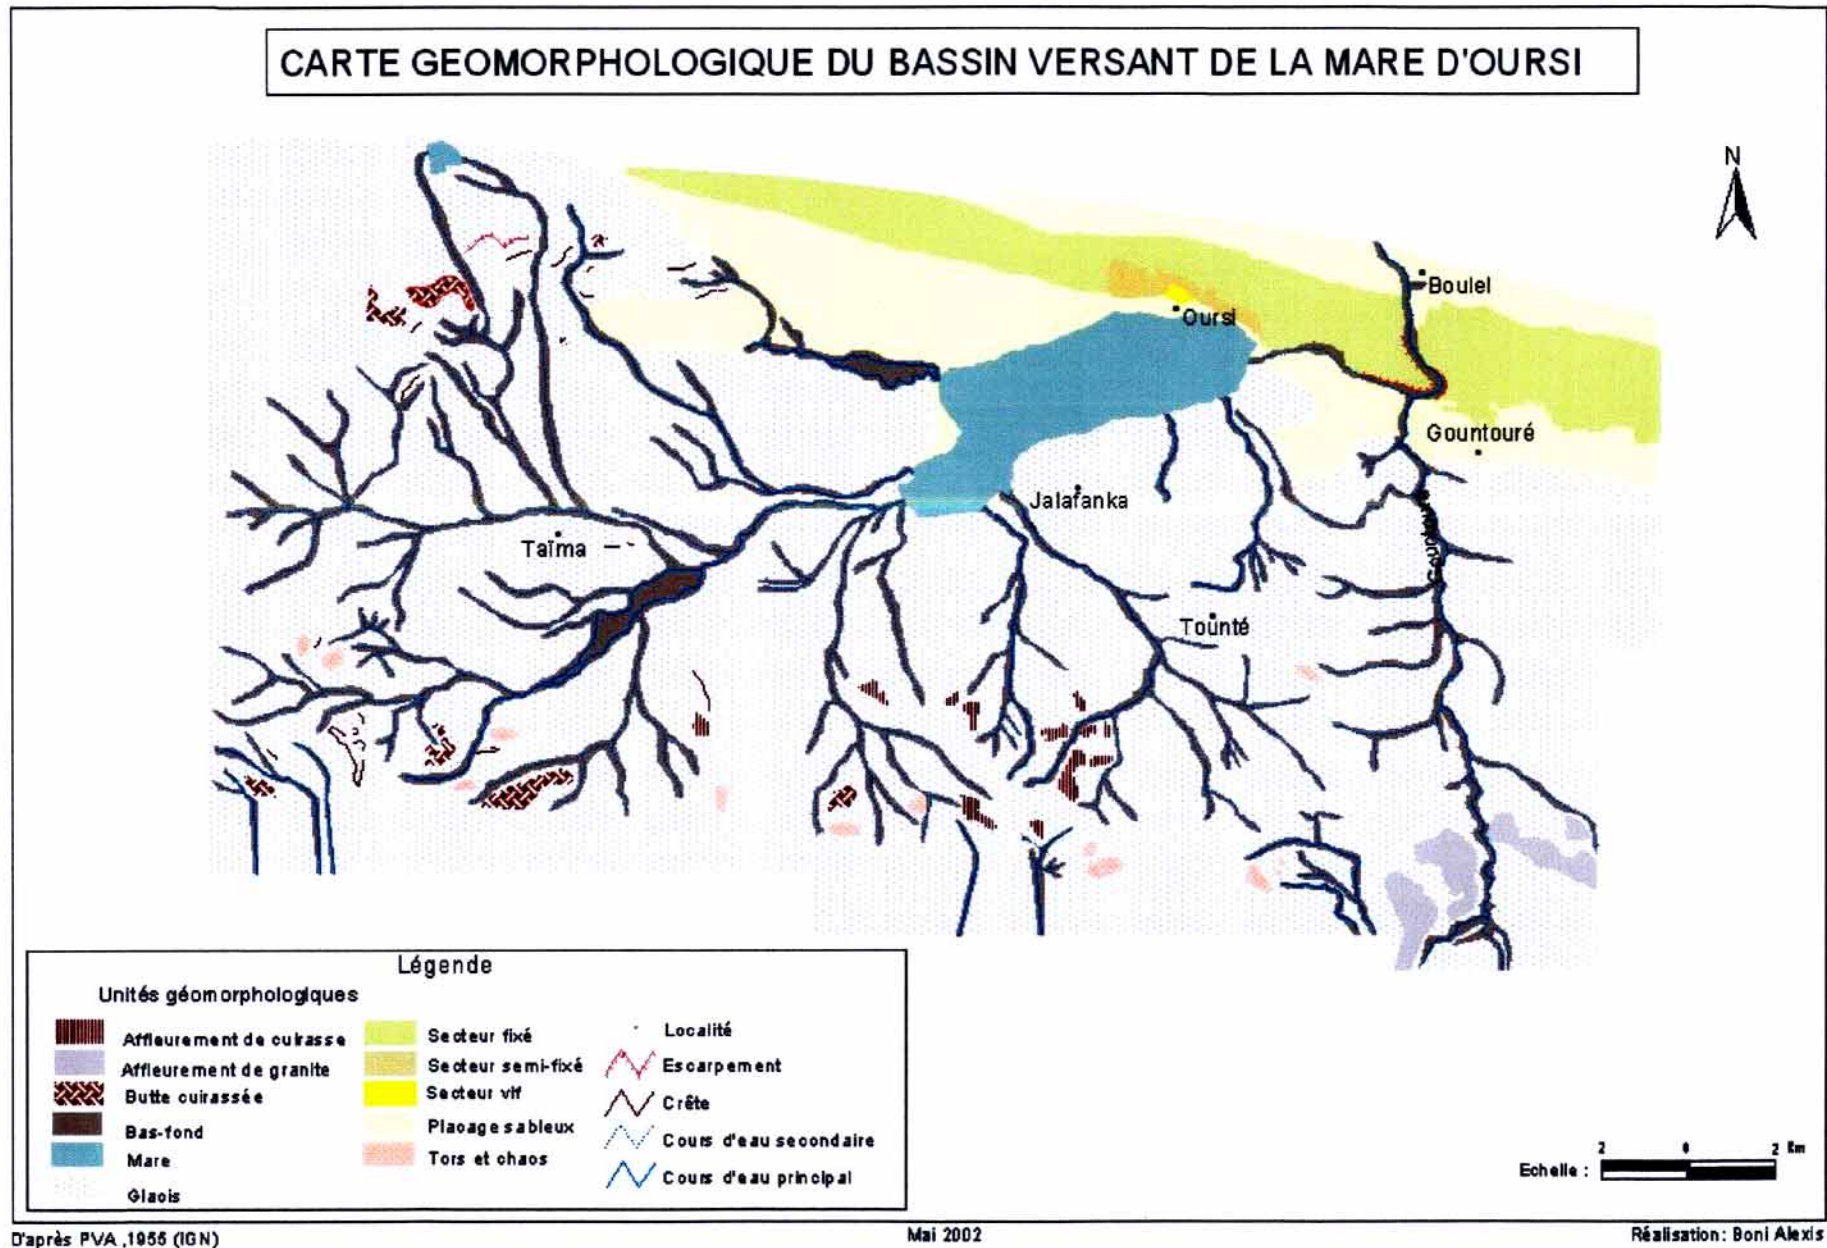 CARTE GEOMORPHOLOGIQUE DU BASSIN VERSANT DE LA MARE D'OURSI
N
Boulel
Oursi
Gountouré
Jalafanka
Gountouré
Taïma
Tounté
Légende
Unités géomorphologiques
Affleurement de cuirasse
Affleurement de granite
Butte cuirassée
Bas-fond
Mare
Glacis
Secteur fixé
Secteur semi-fixé
Secteur vif
Placage sableux
Tors et chaos
Localité
Escarpement
Crête
Cours d'eau secondaire
Cours d'eau principal
2 0 2 Km
Echelle :
D'après PVA ,1955 (IGN)
Mai 2002
Réalisation: Boni Alexis